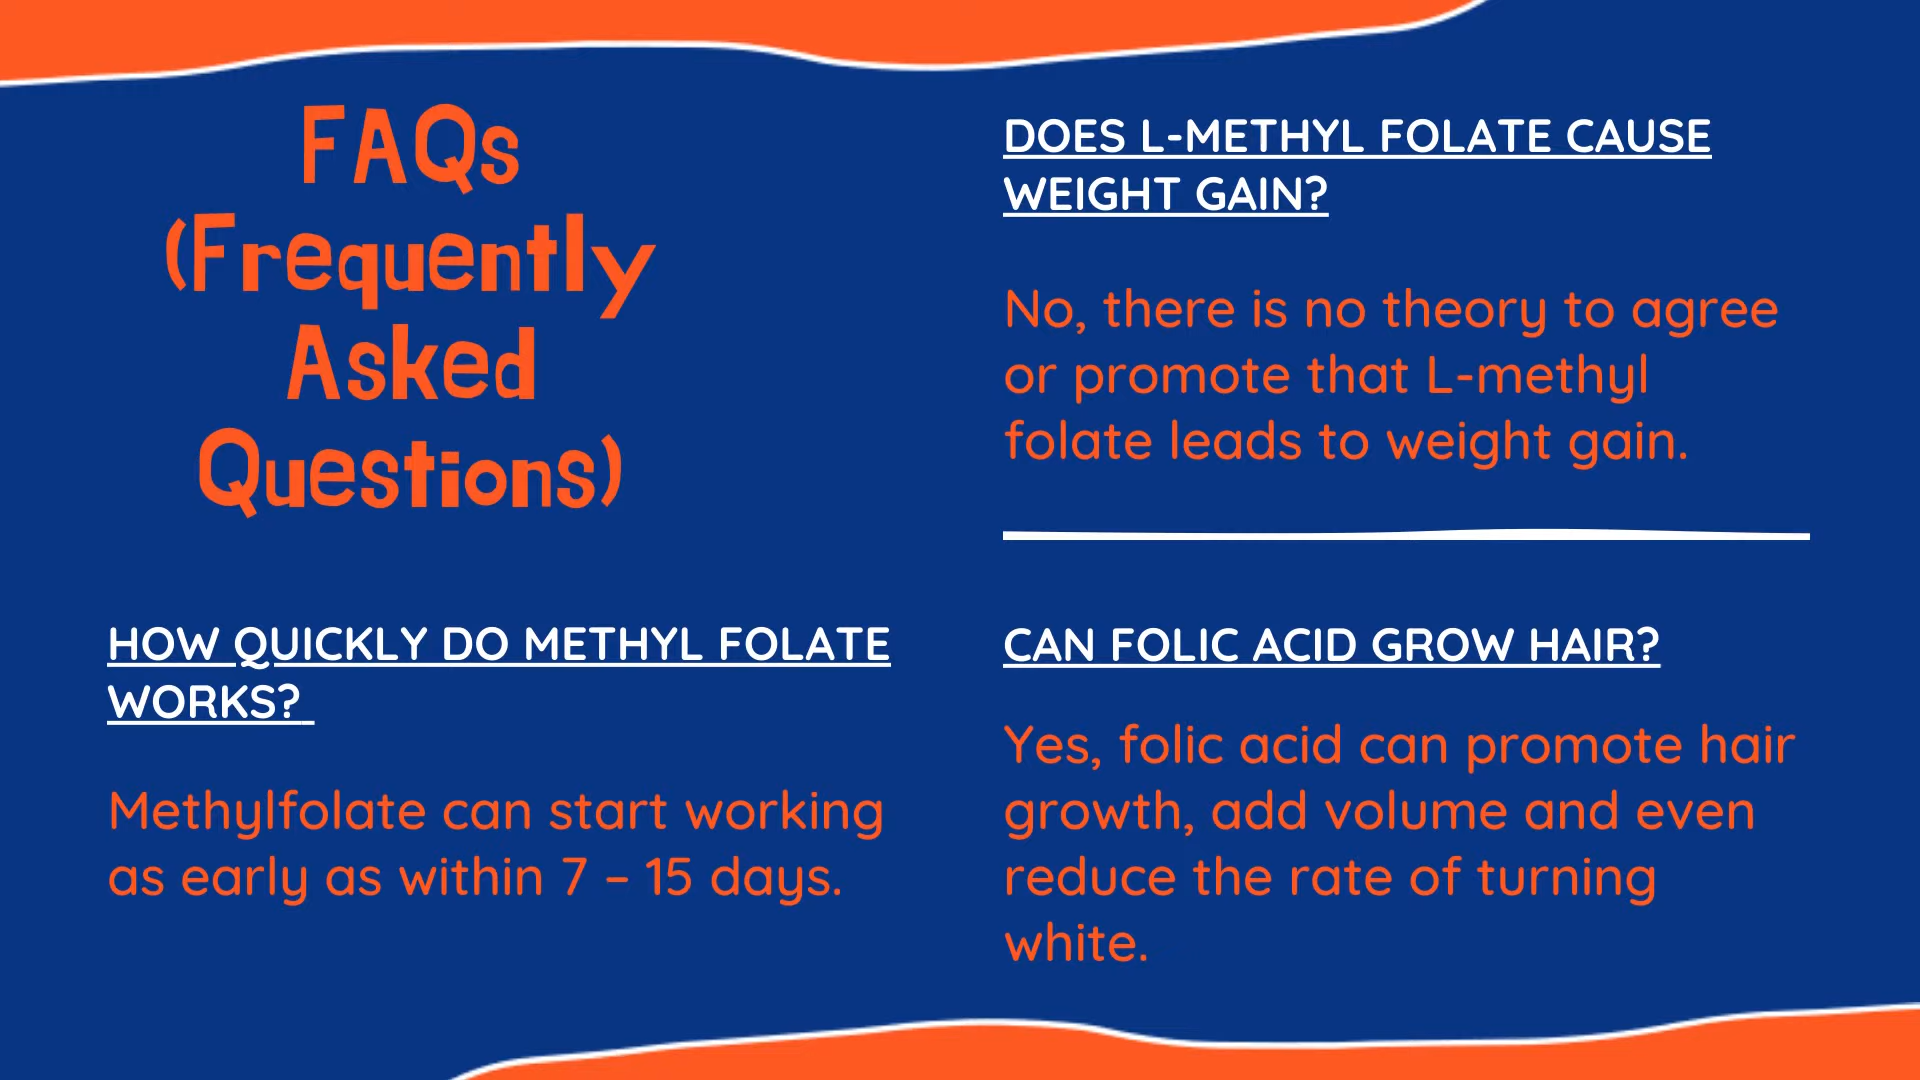 FAQs
(Frequently
Asked
Questions)
HOW QUICKLY DO METHYL FOLATE
WORKS?
Methylfolate can start working
as early as within 7 – 15 days.
DOES L-METHYL FOLATE CAUSE
WEIGHT GAIN?
No, there is no theory to agree
or promote that L-methyl
folate leads to weight gain.
CAN FOLIC ACID GROW HAIR?
Yes, folic acid can promote hair
growth, add volume and even
reduce the rate of turning
white.